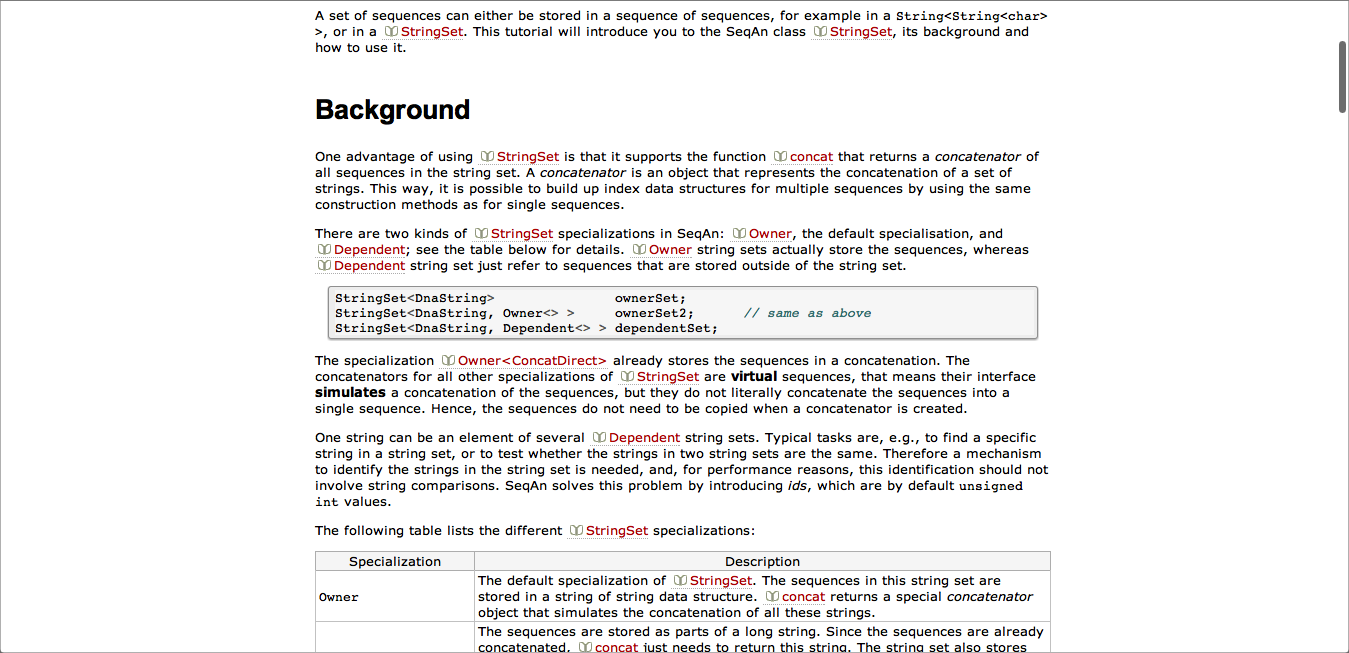 A set of sequences can either be stored in a sequence of sequences, for example in a String<String<char>
>, or in a StringSet. This tutorial will introduce you to the SeqAn class StringSet, its background and
how to use it.
Background
One advantage of using StringSet is that it supports the function concat that returns a concatenator of
all sequences in the string set. A concatenator is an object that represents the concatenation of a set of
strings. This way, it is possible to build up index data structures for multiple sequences by using the same
construction methods as for single sequences.
There are two kinds of StringSet specializations in SeqAn: Owner, the default specialisation, and
Dependent; see the table below for details. Owner string sets actually store the sequences, whereas
Dependent string set just refer to sequences that are stored outside of the string set.
StringSet<DnaString> ownerSet;
StringSet<DnaString, Owner<> > ownerSet2; // same as above
StringSet<DnaString, Dependent<> > dependentSet;
The specialization Owner<ConcatDirect> already stores the sequences in a concatenation. The
concatenators for all other specializations of StringSet are virtual sequences, that means their interface
simulates a concatenation of the sequences, but they do not literally concatenate the sequences into a
single sequence. Hence, the sequences do not need to be copied when a concatenator is created.
One string can be an element of several Dependent string sets. Typical tasks are, e.g., to find a specific
string in a string set, or to test whether the strings in two string sets are the same. Therefore a mechanism
to identify the strings in the string set is needed, and, for performance reasons, this identification should not
involve string comparisons. SeqAn solves this problem by introducing ids, which are by default unsigned
int values.
The following table lists the different StringSet specializations:
Specialization Description
Owner
The default specialization of StringSet. The sequences in this string set are
stored in a string of string data structure. concat returns a special concatenator
object that simulates the concatenation of all these strings.
The sequences are stored as parts of a long string. Since the sequences are already
concatenated, concat just needs to return this string. The string set also stores